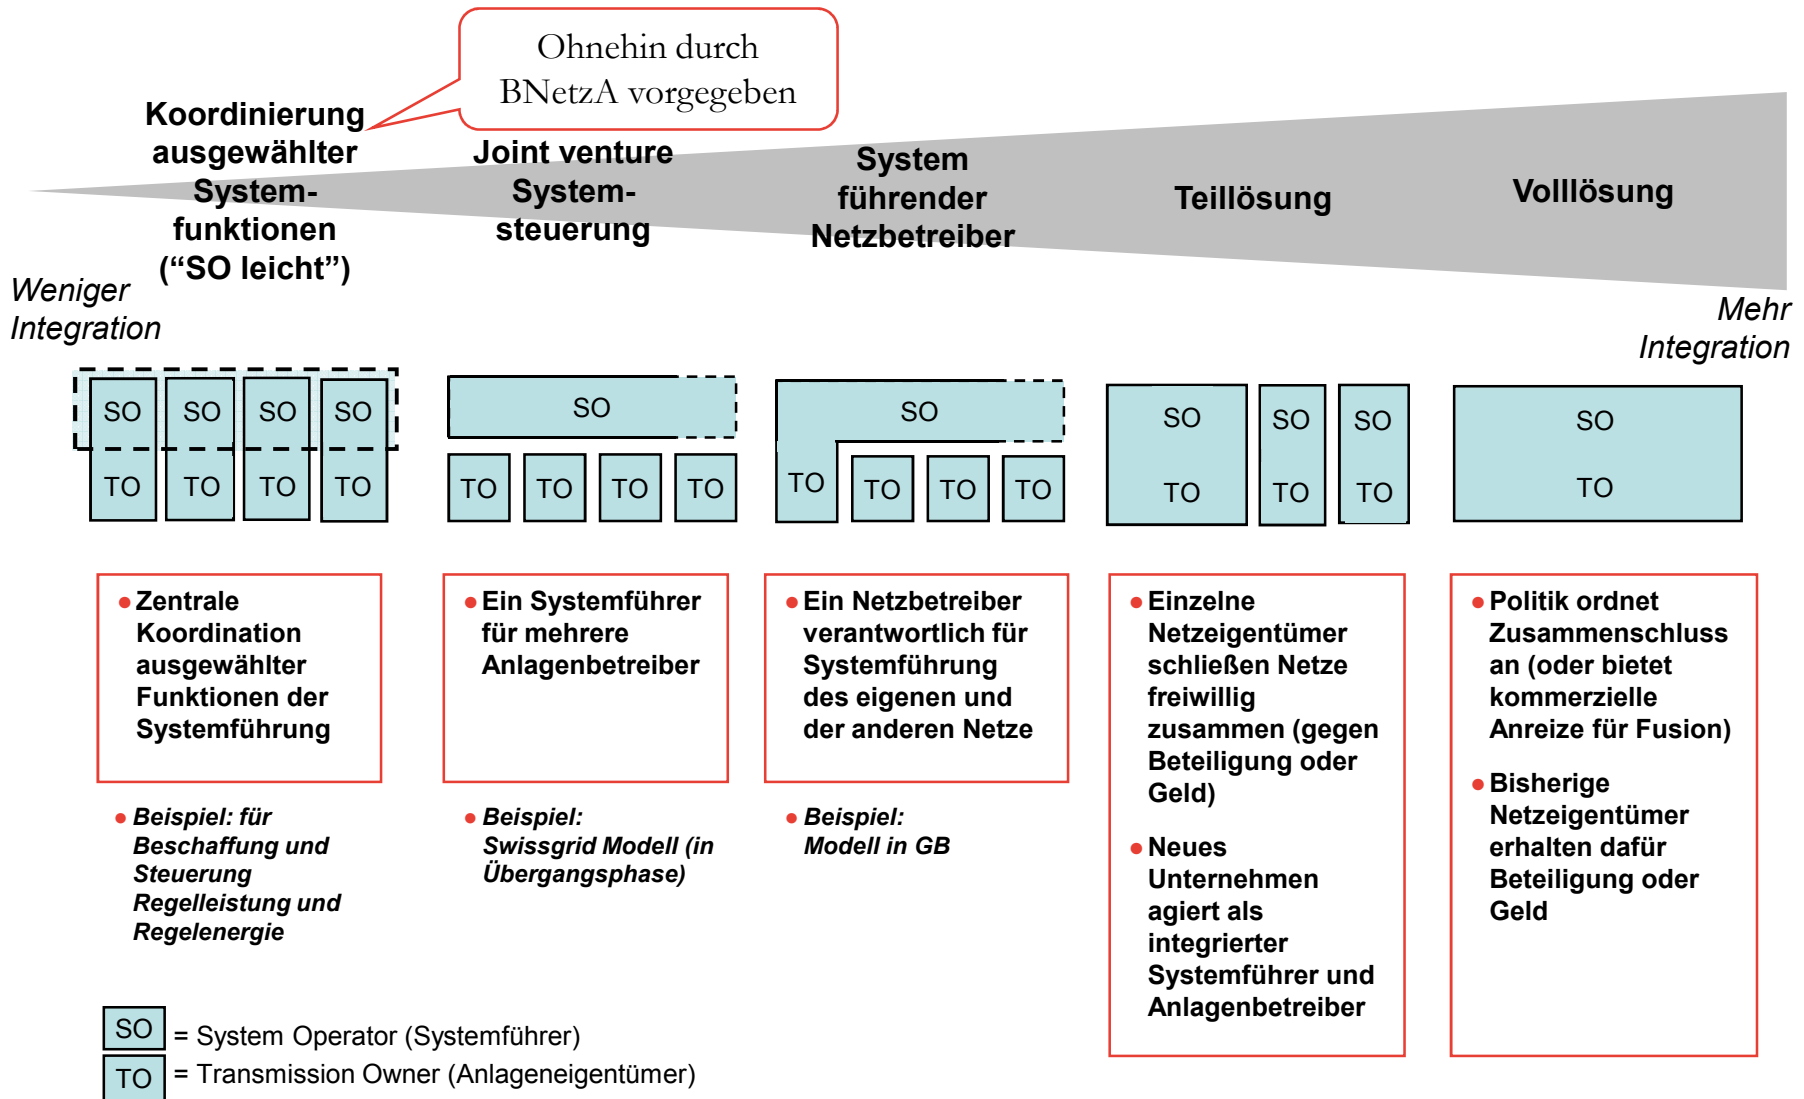 Ohnehin durch
BNetzA vorgegeben
Koordinierung
ausgewählter
System-
funktionen
(“SO leicht”)
Joint venture
System-
steuerung
System
führender
Netzbetreiber
Teillösung
Volllösung
Weniger
Integration
Mehr
Integration
SO SO SO SO
TO TO TO TO
SO
TO TO TO TO
SO
TO TO TO TO
SO SO SO
TO TO TO
SO
TO
● Zentrale
Koordination
ausgewählter
Funktionen der
Systemführung
● Beispiel: für
Beschaffung und
Steuerung
Regelleistung und
Regelenergie
● Ein Systemführer
für mehrere
Anlagenbetreiber
● Beispiel:
Swissgrid Modell (in
Übergangsphase)
● Ein Netzbetreiber
verantwortlich für
Systemführung
des eigenen und
der anderen Netze
● Beispiel:
Modell in GB
● Einzelne
Netzeigentümer
schließen Netze
freiwillig
zusammen (gegen
Beteiligung oder
Geld)
● Neues
Unternehmen
agiert als
integrierter
Systemführer und
Anlagenbetreiber
● Politik ordnet
Zusammenschluss
an (oder bietet
kommerzielle
Anreize für Fusion)
● Bisherige
Netzeigentümer
erhalten dafür
Beteiligung oder
Geld
SO = System Operator (Systemführer)
TO = Transmission Owner (Anlageneigentümer)